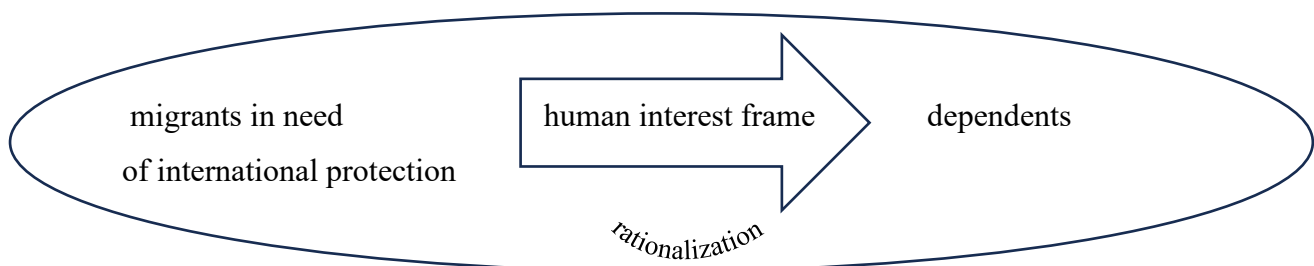 migrants in need
of international protection
human interest frame
dependents
rationalization